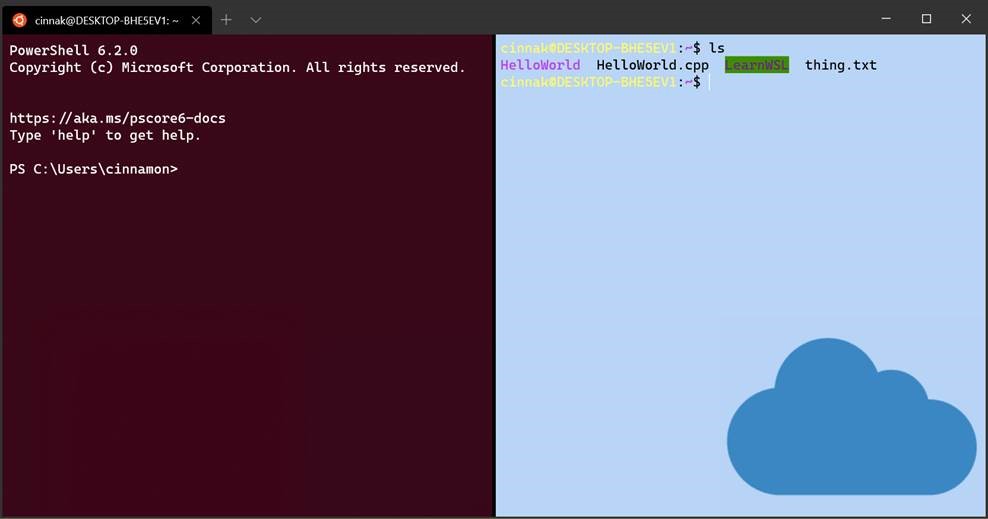 cinnak@DESKTOP-BHE5EV1: ~
PowerShell 6.2.0
Copyright (c) Microsoft Corporation. All rights reserved.
https://aka.ms/pscore6-docs
Type 'help' to get help.
PS C:\Users\cinnamon>
cinnak@DESKTOP-BHE5EV1:~$ ls
HelloWorld HelloWorld.cpp LearnWSL thing.txt
cinnak@DESKTOP-BHE5EV1:~$